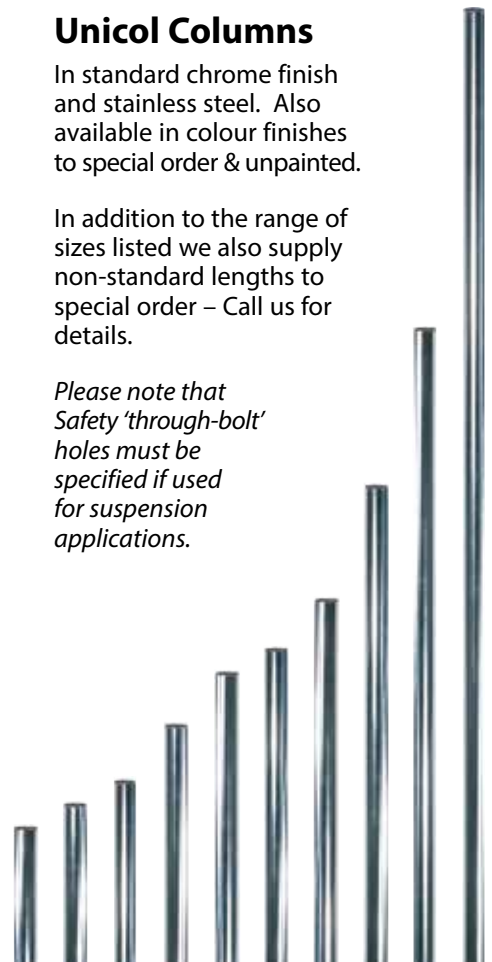 Unicol Columns
In standard chrome finish
and stainless steel.  Also
available in colour finishes
to special order & unpainted.
In addition to the range of
sizes listed we also supply
non-standard lengths to
special order – Call us for
details.
Please note that
Safety ‘through-bolt’
holes must be
specified if used
for suspension
applications.